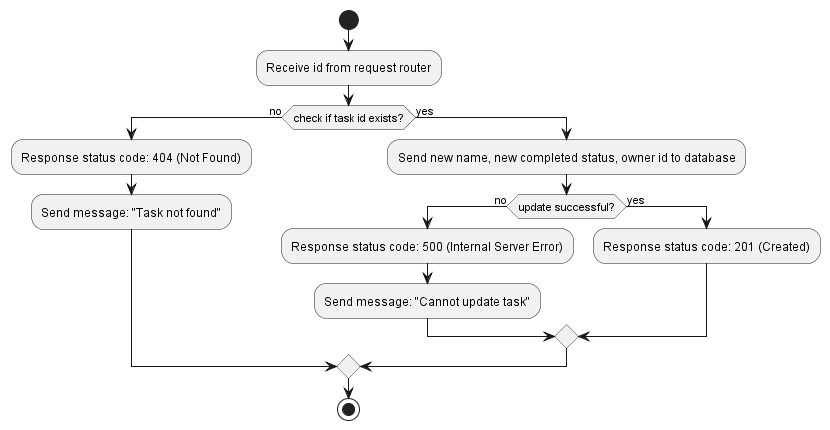 Receive id from request router
no
check if task id exists?
yes
Response status code: 404 (Not Found)
Send message: "Task not found"
Send new name, new completed status, owner id to database
no
update successful?
yes
Response status code: 500 (Internal Server Error)
Send message: "Cannot update task"
Response status code: 201 (Created)